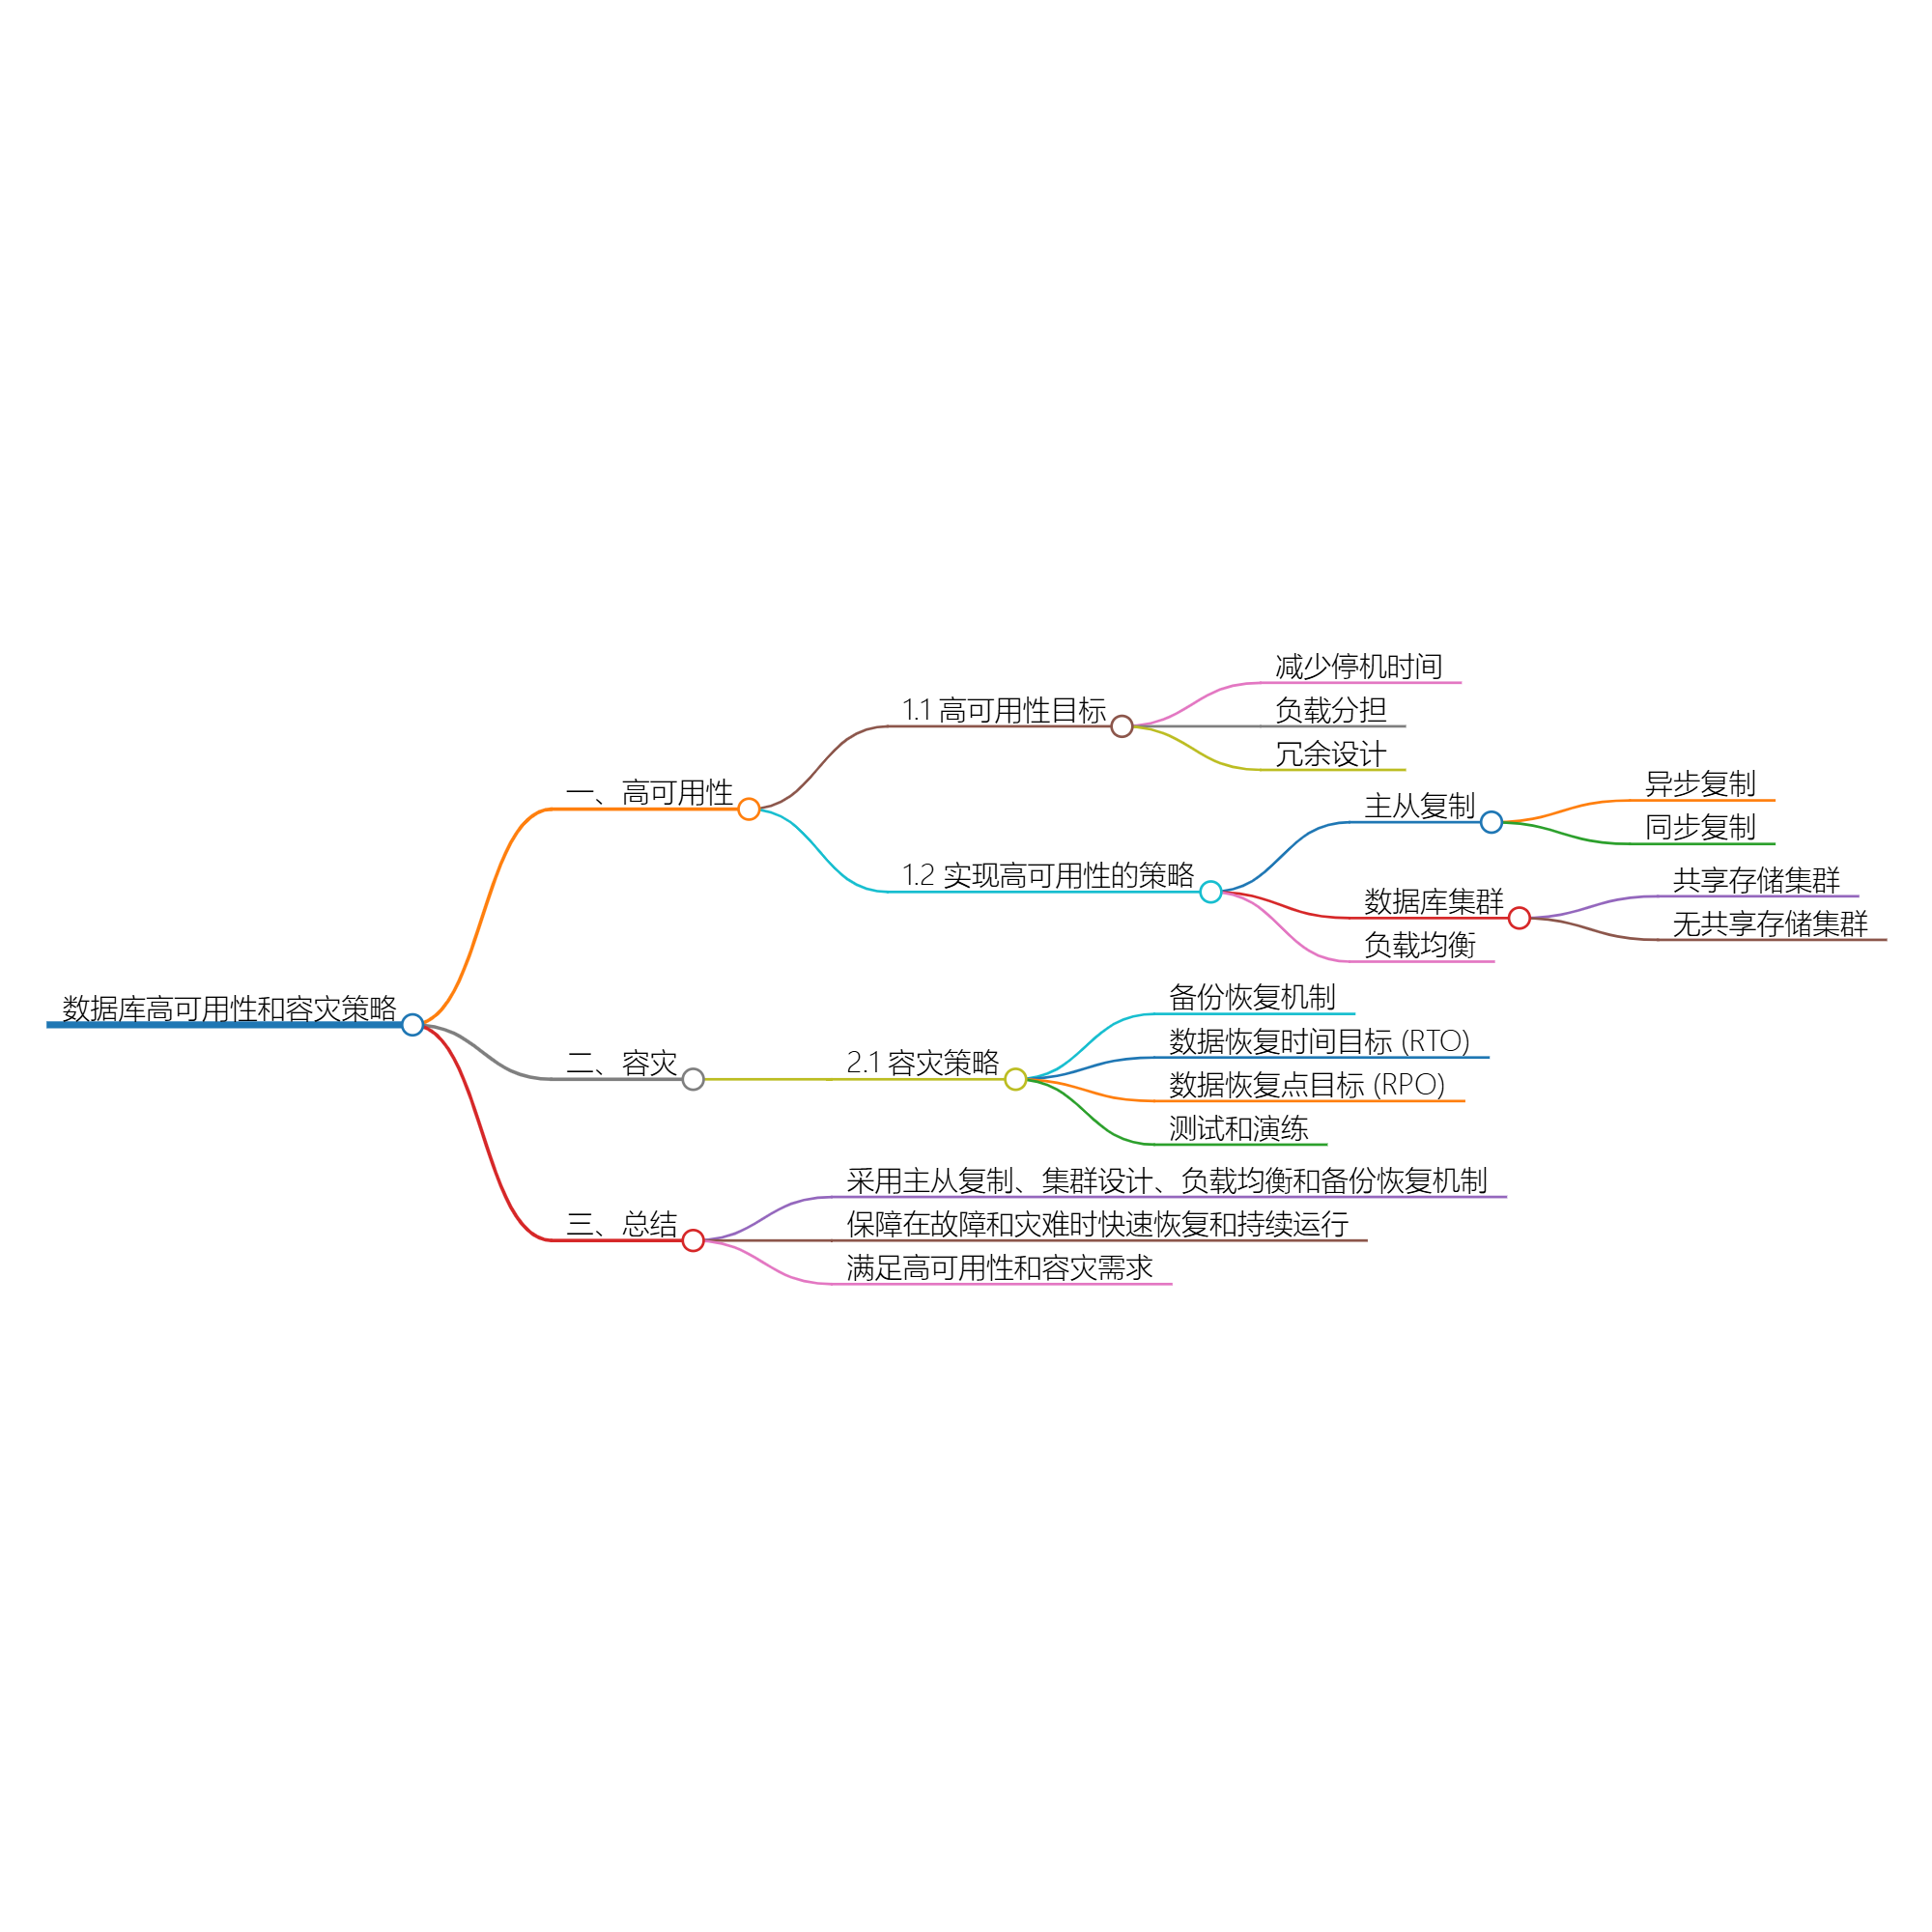 数据库高可用性和容灾策略
一、高可用性
1.1 高可用性目标
减少停机时间
负载分担
冗余设计
1.2 实现高可用性的策略
主从复制
异步复制
同步复制
数据库集群
共享存储集群
无共享存储集群
负载均衡
二、容灾
2.1 容灾策略
备份恢复机制
数据恢复时间目标 (RTO)
数据恢复点目标 (RPO)
测试和演练
三、总结
采用主从复制、集群设计、负载均衡和备份恢复机制
保障在故障和灾难时快速恢复和持续运行
满足高可用性和容灾需求